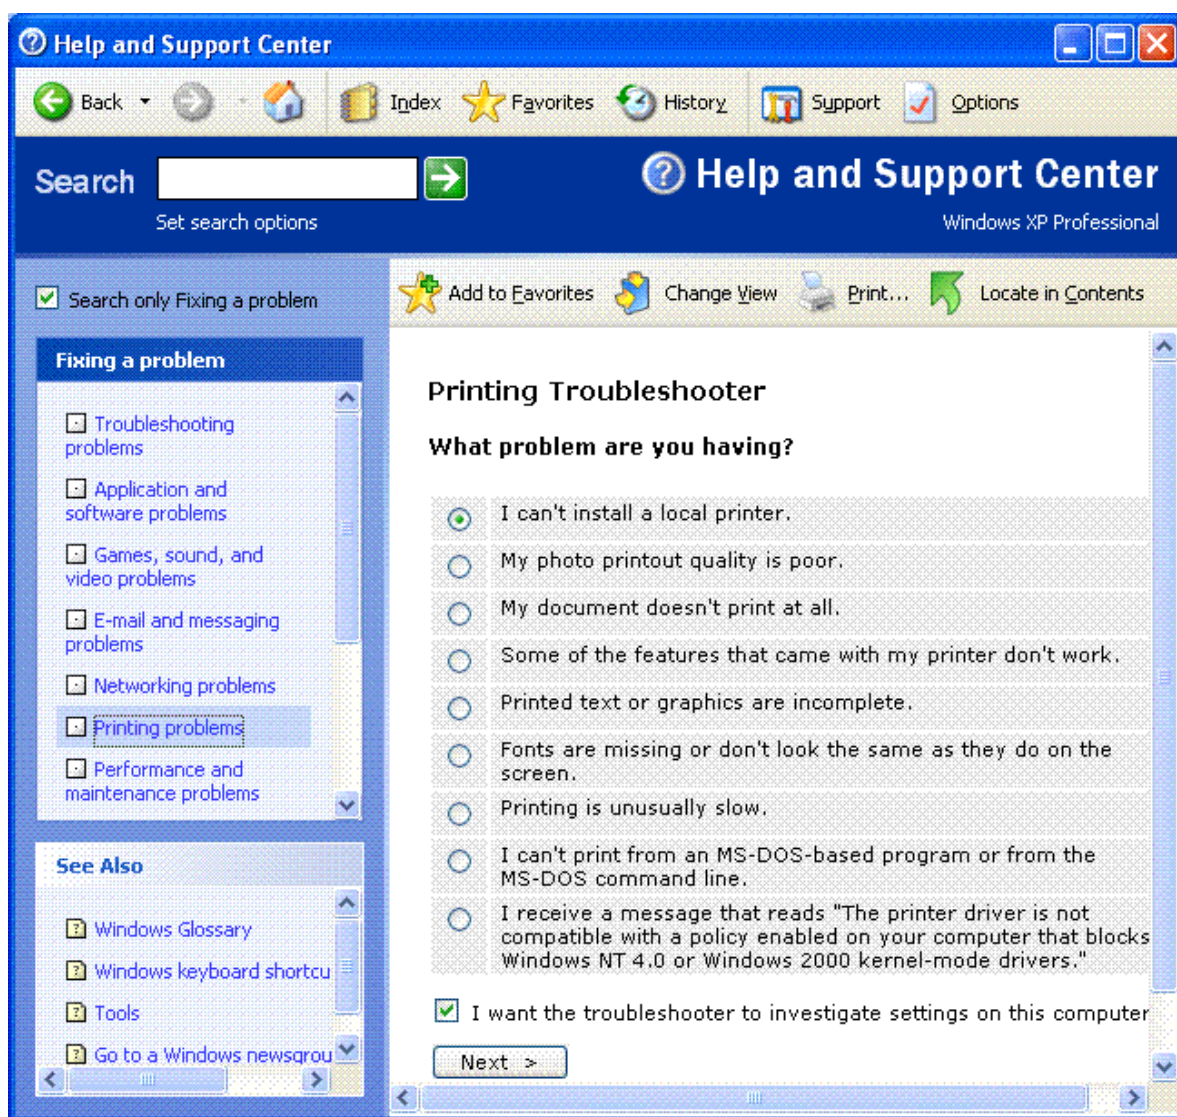 Help and Support Center
Back
Index
Favorites
History
Support
Options
Search
Set search options
Help and Support Center
Windows XP Professional
Search only Fixing a problem
Add to Favorites
Change View
Print...
Locate in Contents
Fixing a problem
Troubleshooting
problems
Application and
software problems
Games, sound, and
video problems
E-mail and messaging
problems
Networking problems
Printing problems
Performance and
maintenance problems
See Also
Windows Glossary
Windows keyboard shortcu
Tools
Go to a Windows newsgrou
Printing Troubleshooter
What problem are you having?
I can't install a local printer.
My photo printout quality is poor.
My document doesn't print at all.
Some of the features that came with my printer don't work.
Printed text or graphics are incomplete.
Fonts are missing or don't look the same as they do on the
screen.
Printing is unusually slow.
I can't print from an MS-DOS-based program or from the
MS-DOS command line.
I receive a message that reads "The printer driver is not
compatible with a policy enabled on your computer that blocks
Windows NT 4.0 or Windows 2000 kernel-mode drivers."
I want the troubleshooter to investigate settings on this computer
Next >